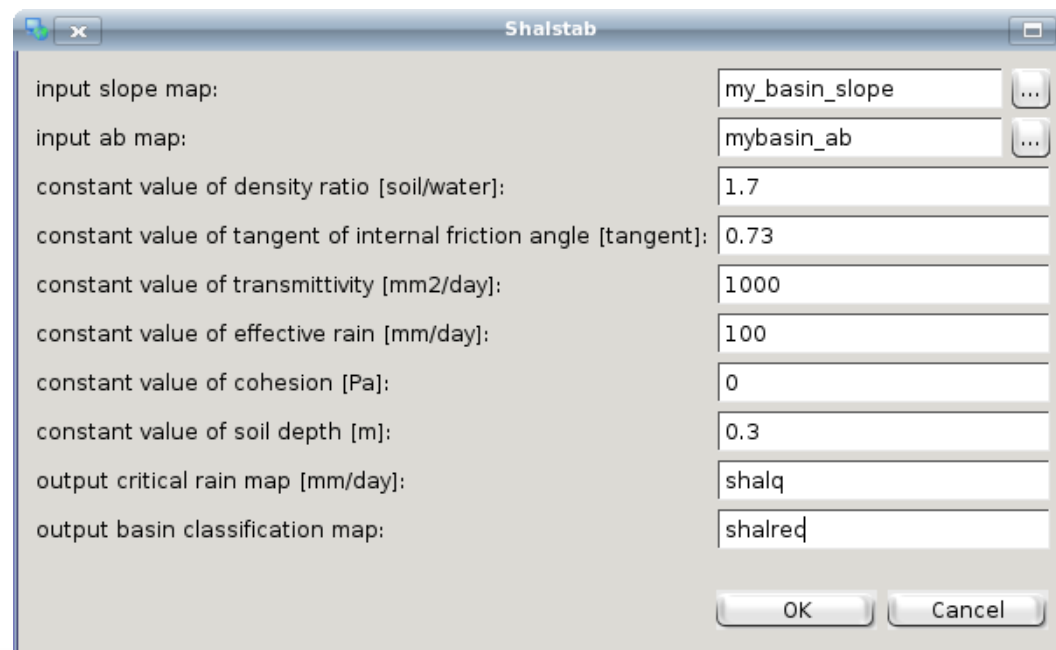 Shalstab
input slope map: my_basin_slope ...
input ab map: mybasin_ab ...
constant value of density ratio [soil/water]: 1.7
constant value of tangent of internal friction angle [tangent]: 0.73
constant value of transmittivity [mm2/day]: 1000
constant value of effective rain [mm/day]: 100
constant value of cohesion [Pa]: 0
constant value of soil depth [m]: 0.3
output critical rain map [mm/day]: shalq
output basin classification map:
OK Cancel